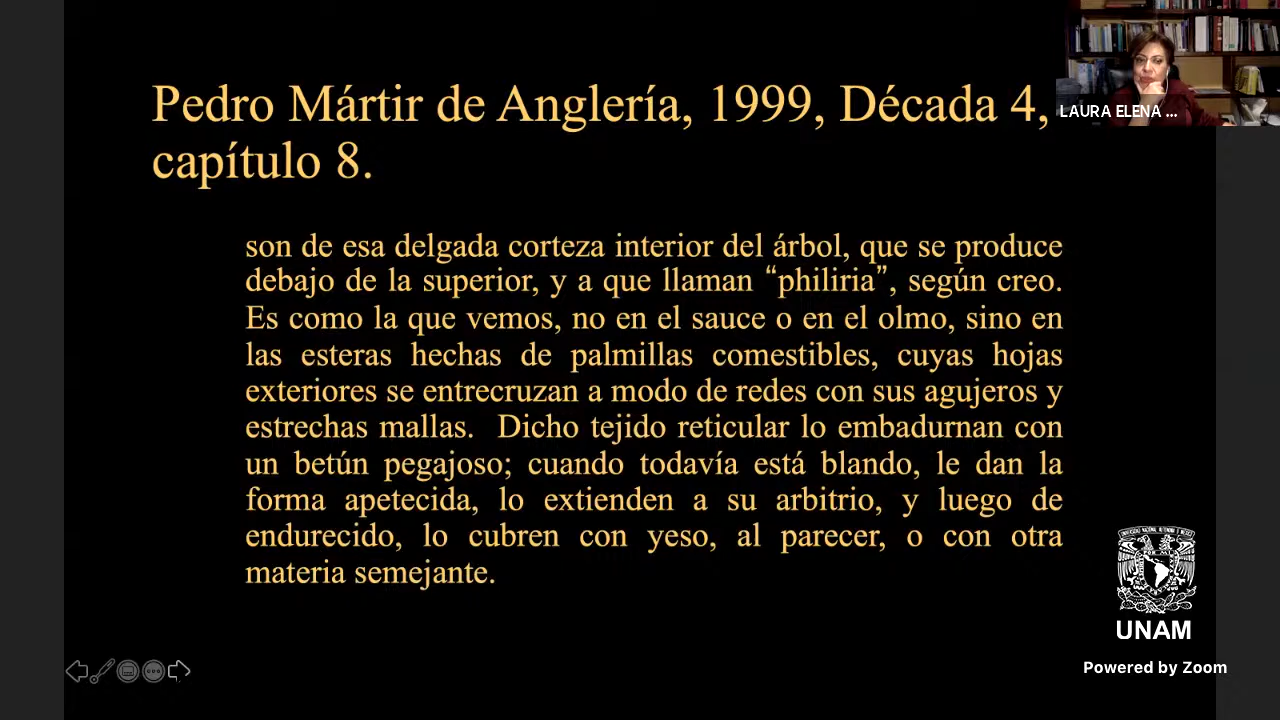 Pedro Mártir de Anglería, 1999, Década 4,
capítulo 8.
LAURA ELENA ...
son de esa delgada corteza interior del árbol, que se produce
debajo de la superior, y a que llaman “philiria”, según creo.
Es como la que vemos, no en el sauce o en el olmo, sino en
las esteras hechas de palmillas comestibles, cuyas hojas
exteriores se entrecruzan a modo de redes con sus agujeros y
estrechas mallas. Dicho tejido reticular lo embadurnan con
un betún pegajoso; cuando todavía está blando, le dan la
forma apetecida, lo extienden a su arbitrio, y luego de
endurecido, lo cubren con yeso, al parecer, o con otra
materia semejante.
UNAM
Powered by Zoom